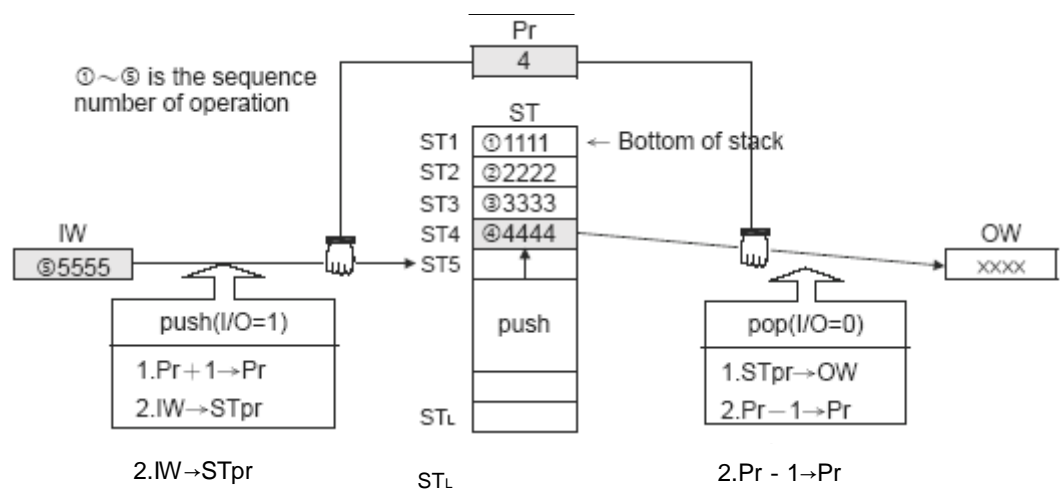 Pr
4
①～⑤ is the sequence
number of operation
ST
ST1 ①1111 ← Bottom of stack
ST2 ②2222
ST3 ③3333
ST4 ④4444
IW
⑤5555
ST5
OW
xxxx
push(I/O=1)
1.Pr+1→Pr
2.IW→STpr
push
pop(I/O=0)
1.STpr→OW
2.Pr−1→Pr
STL
2.IW→STpr
STL
2.Pr - 1→Pr